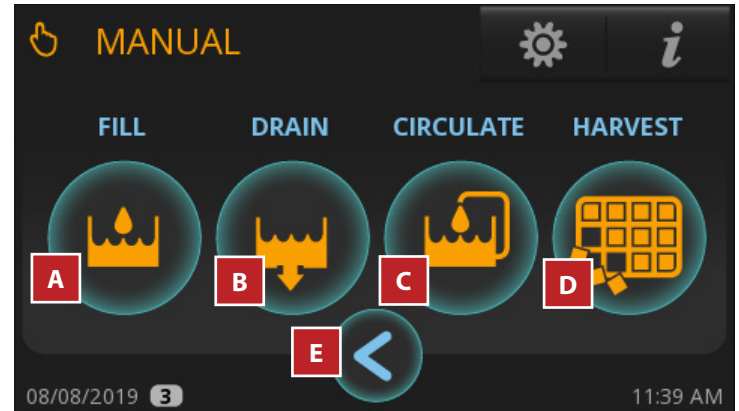 MANUAL i
FILL DRAIN CIRCULATE HARVEST
A B C D
E
08/08/2019 3 11:39 AM